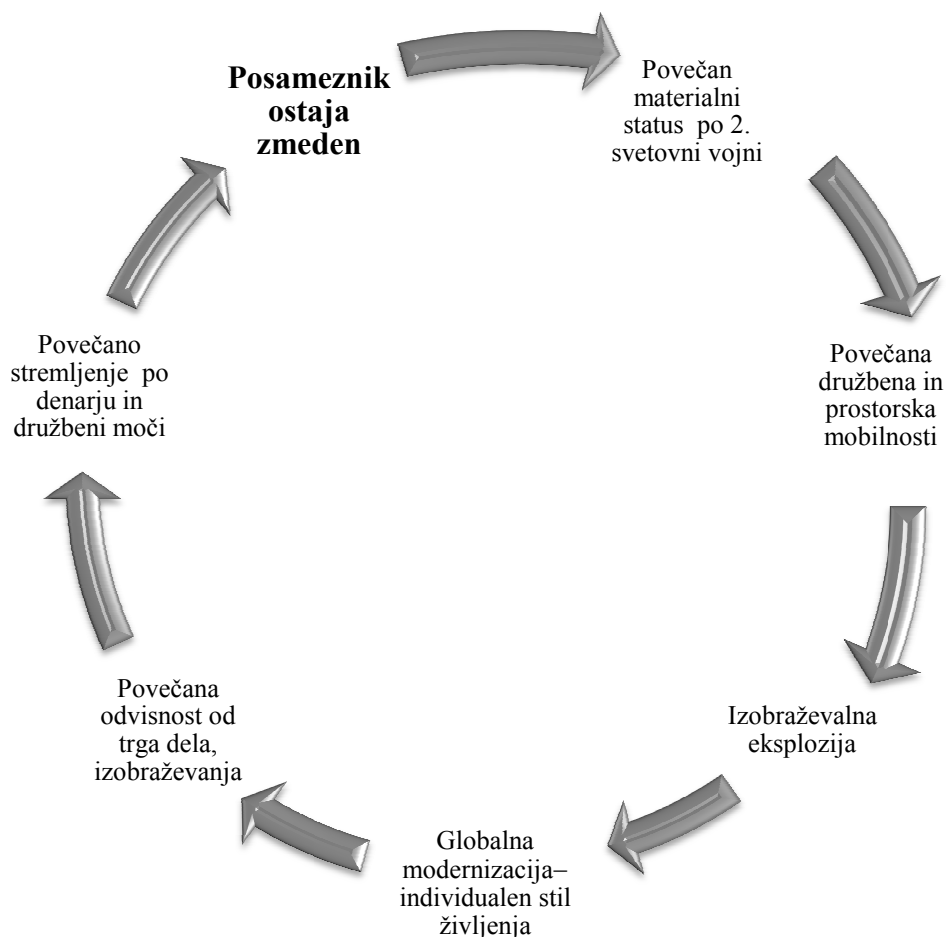 Posameznik
ostaja
zmeden
Povečan
materialni
status  po 2.
svetovni vojni
Povečana
družbena in
prostorska
mobilnosti
Izobraževalna
eksplozija
Globalna
modernizacija–
individualen stil
življenja
Povečana
odvisnost od
trga dela,
izobraževanja
Povečano
stremljenje  po
denarju in
družbeni moči